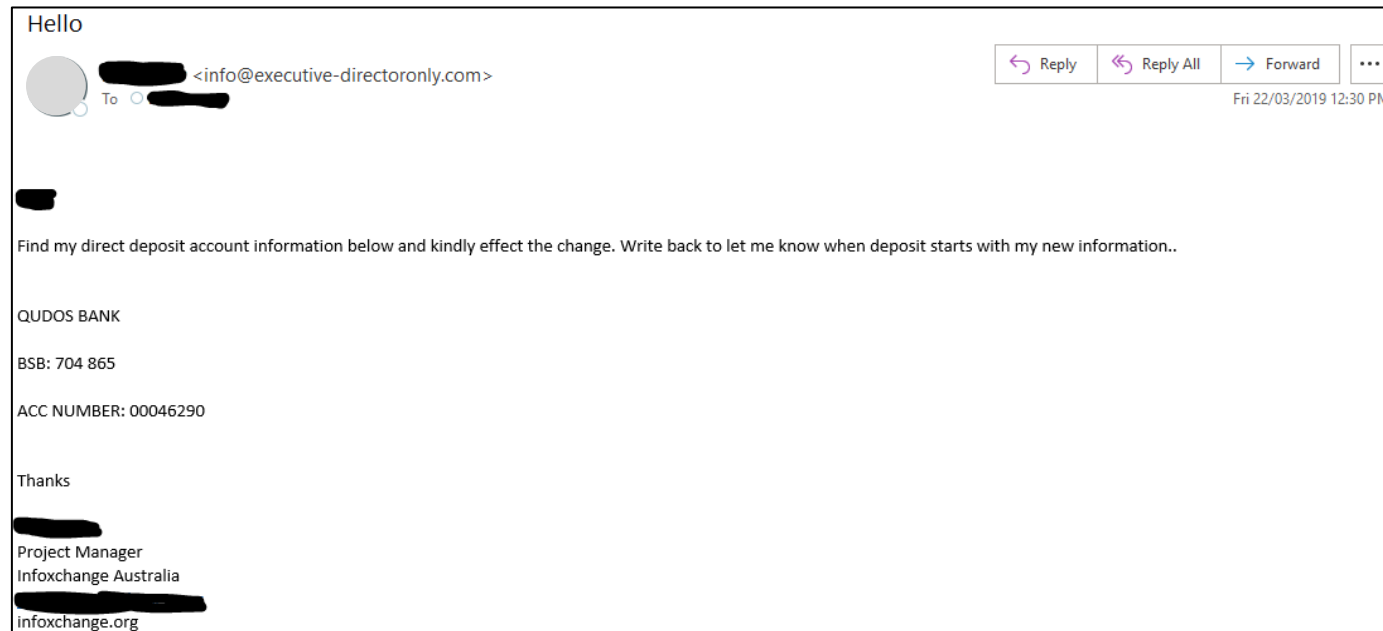 Hello
<info@executive-directoronly.com>
Reply
Reply All
Forward
To
Fri 22/03/2019 12:30 PM
Find my direct deposit account information below and kindly effect the change. Write back to let me know when deposit starts with my new information..
QUDOS BANK
BSB: 704 865
ACC NUMBER: 00046290
Thanks
Project Manager
Infoxchange Australia
infoxchange.org